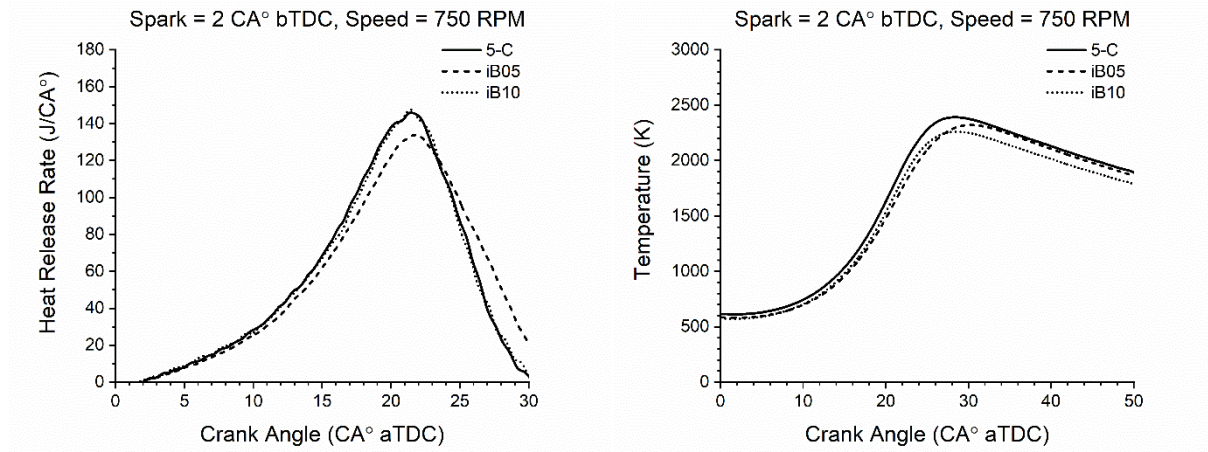 Spark = 2 CA° bTDC, Speed = 750 RPM
180
160
140
120
100
80
60
40
20
0
Heat Release Rate (J/CA°)
5-C
iB05
iB10
0 5 10 15 20 25 30
Crank Angle (CA° aTDC)
Spark = 2 CA° bTDC, Speed = 750 RPM
3000
2500
2000
1500
1000
500
0
Temperature (K)
5-C
iB05
iB10
0 10 20 30 40 50
Crank Angle (CA° aTDC)